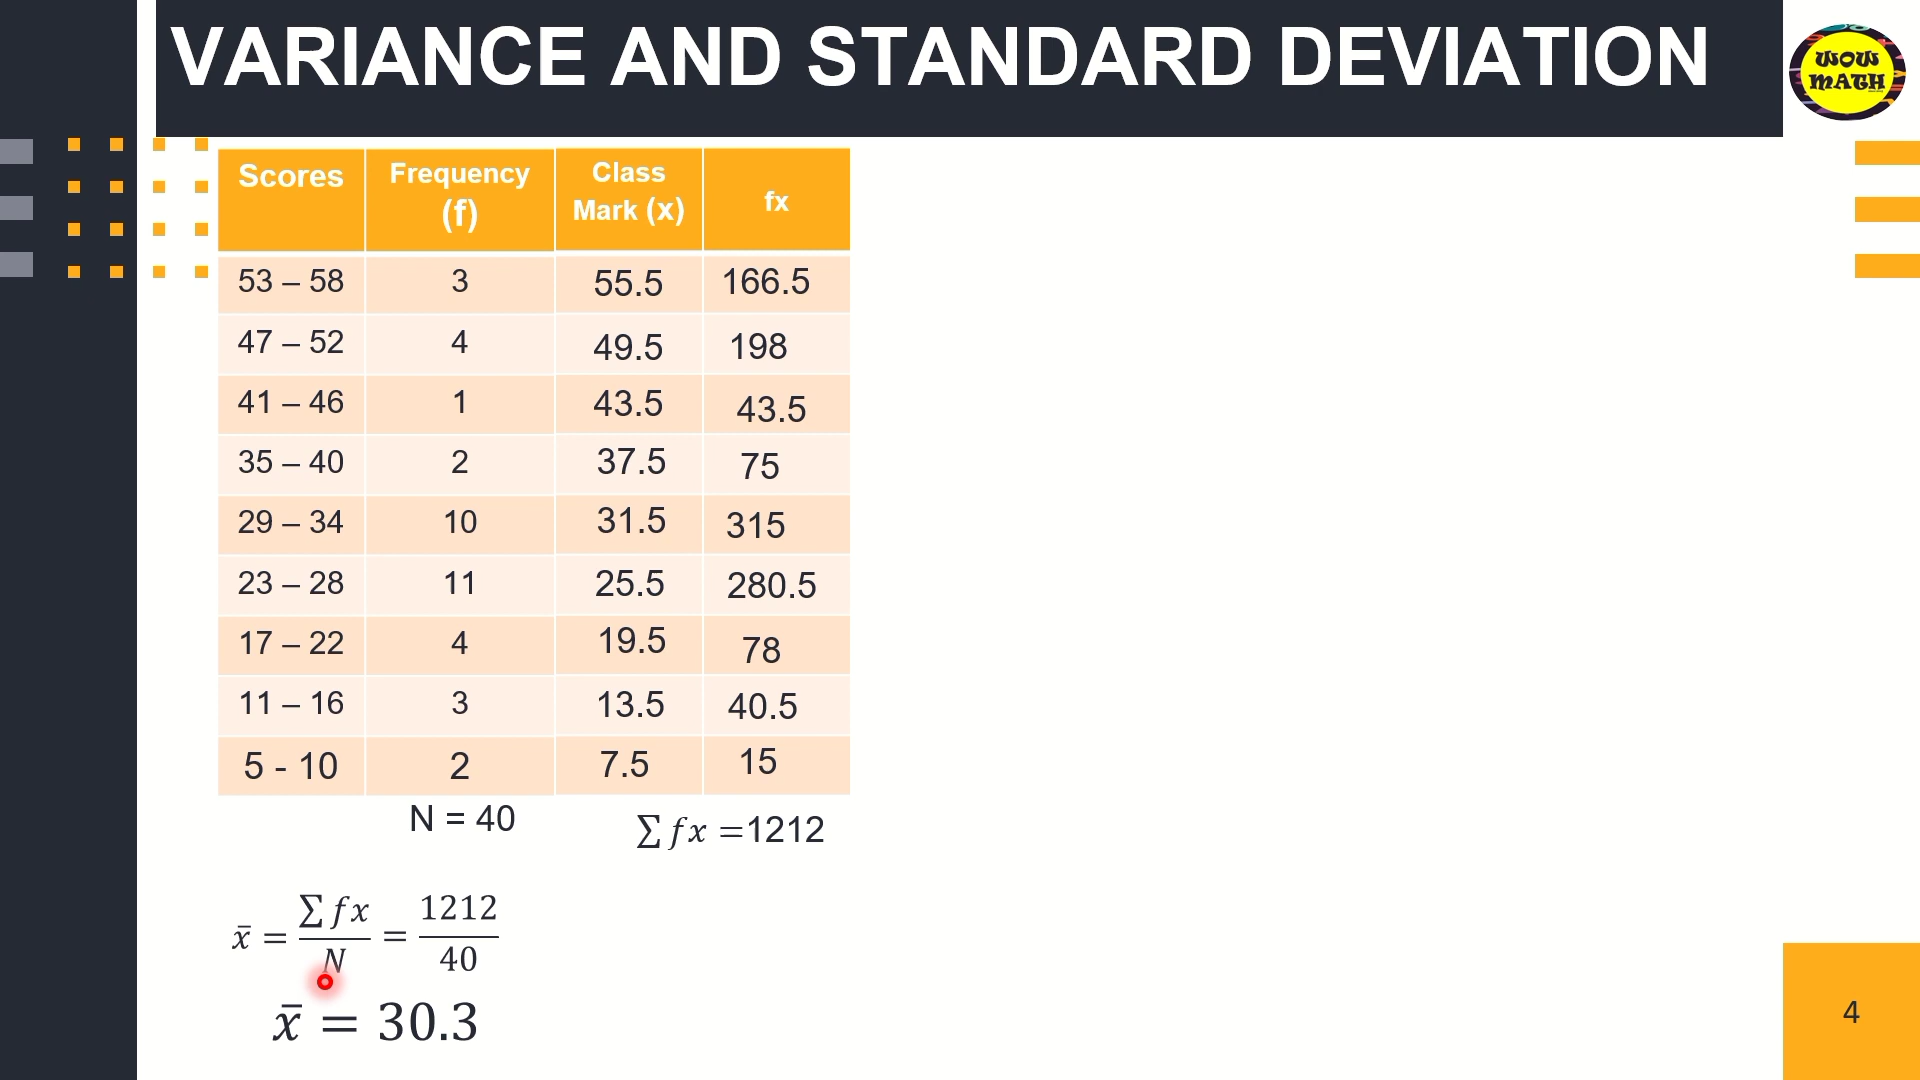 VARIANCE AND STANDARD DEVIATION
WOW
MATH
Scores Frequency (f) Class Mark (x) fx
53 – 58 3 55.5 166.5
47 – 52 4 49.5 198
41 – 46 1 43.5 43.5
35 – 40 2 37.5 75
29 – 34 10 31.5 315
23 – 28 11 25.5 280.5
17 – 22 4 19.5 78
11 – 16 3 13.5 40.5
5 - 10 2 7.5 15
N = 40 ∑ fx =1212
x̄ = ∑ fx / N = 1212 / 40
x̄ = 30.3
4